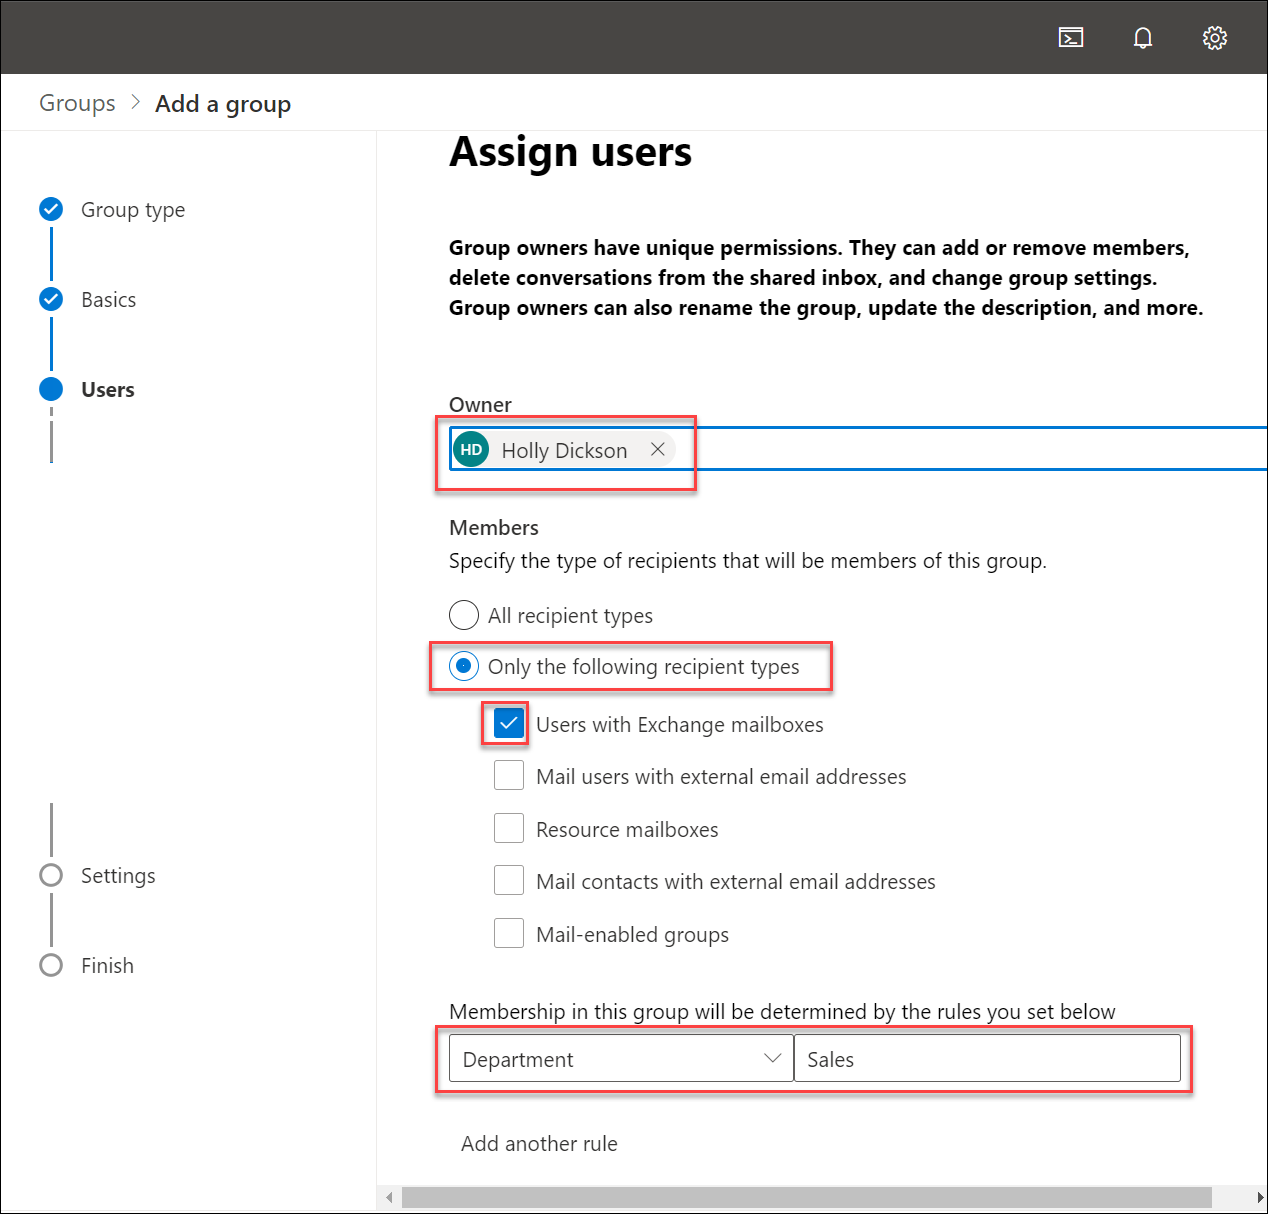 Groups > Add a group
Assign users
Group type
Basics
Users
Settings
Finish
Group owners have unique permissions. They can add or remove members,
delete conversations from the shared inbox, and change group settings.
Group owners can also rename the group, update the description, and more.
Owner
HD Holly Dickson
Members
Specify the type of recipients that will be members of this group.
All recipient types
Only the following recipient types
Users with Exchange mailboxes
Mail users with external email addresses
Resource mailboxes
Mail contacts with external email addresses
Mail-enabled groups
Membership in this group will be determined by the rules you set below
Department Sales
Add another rule